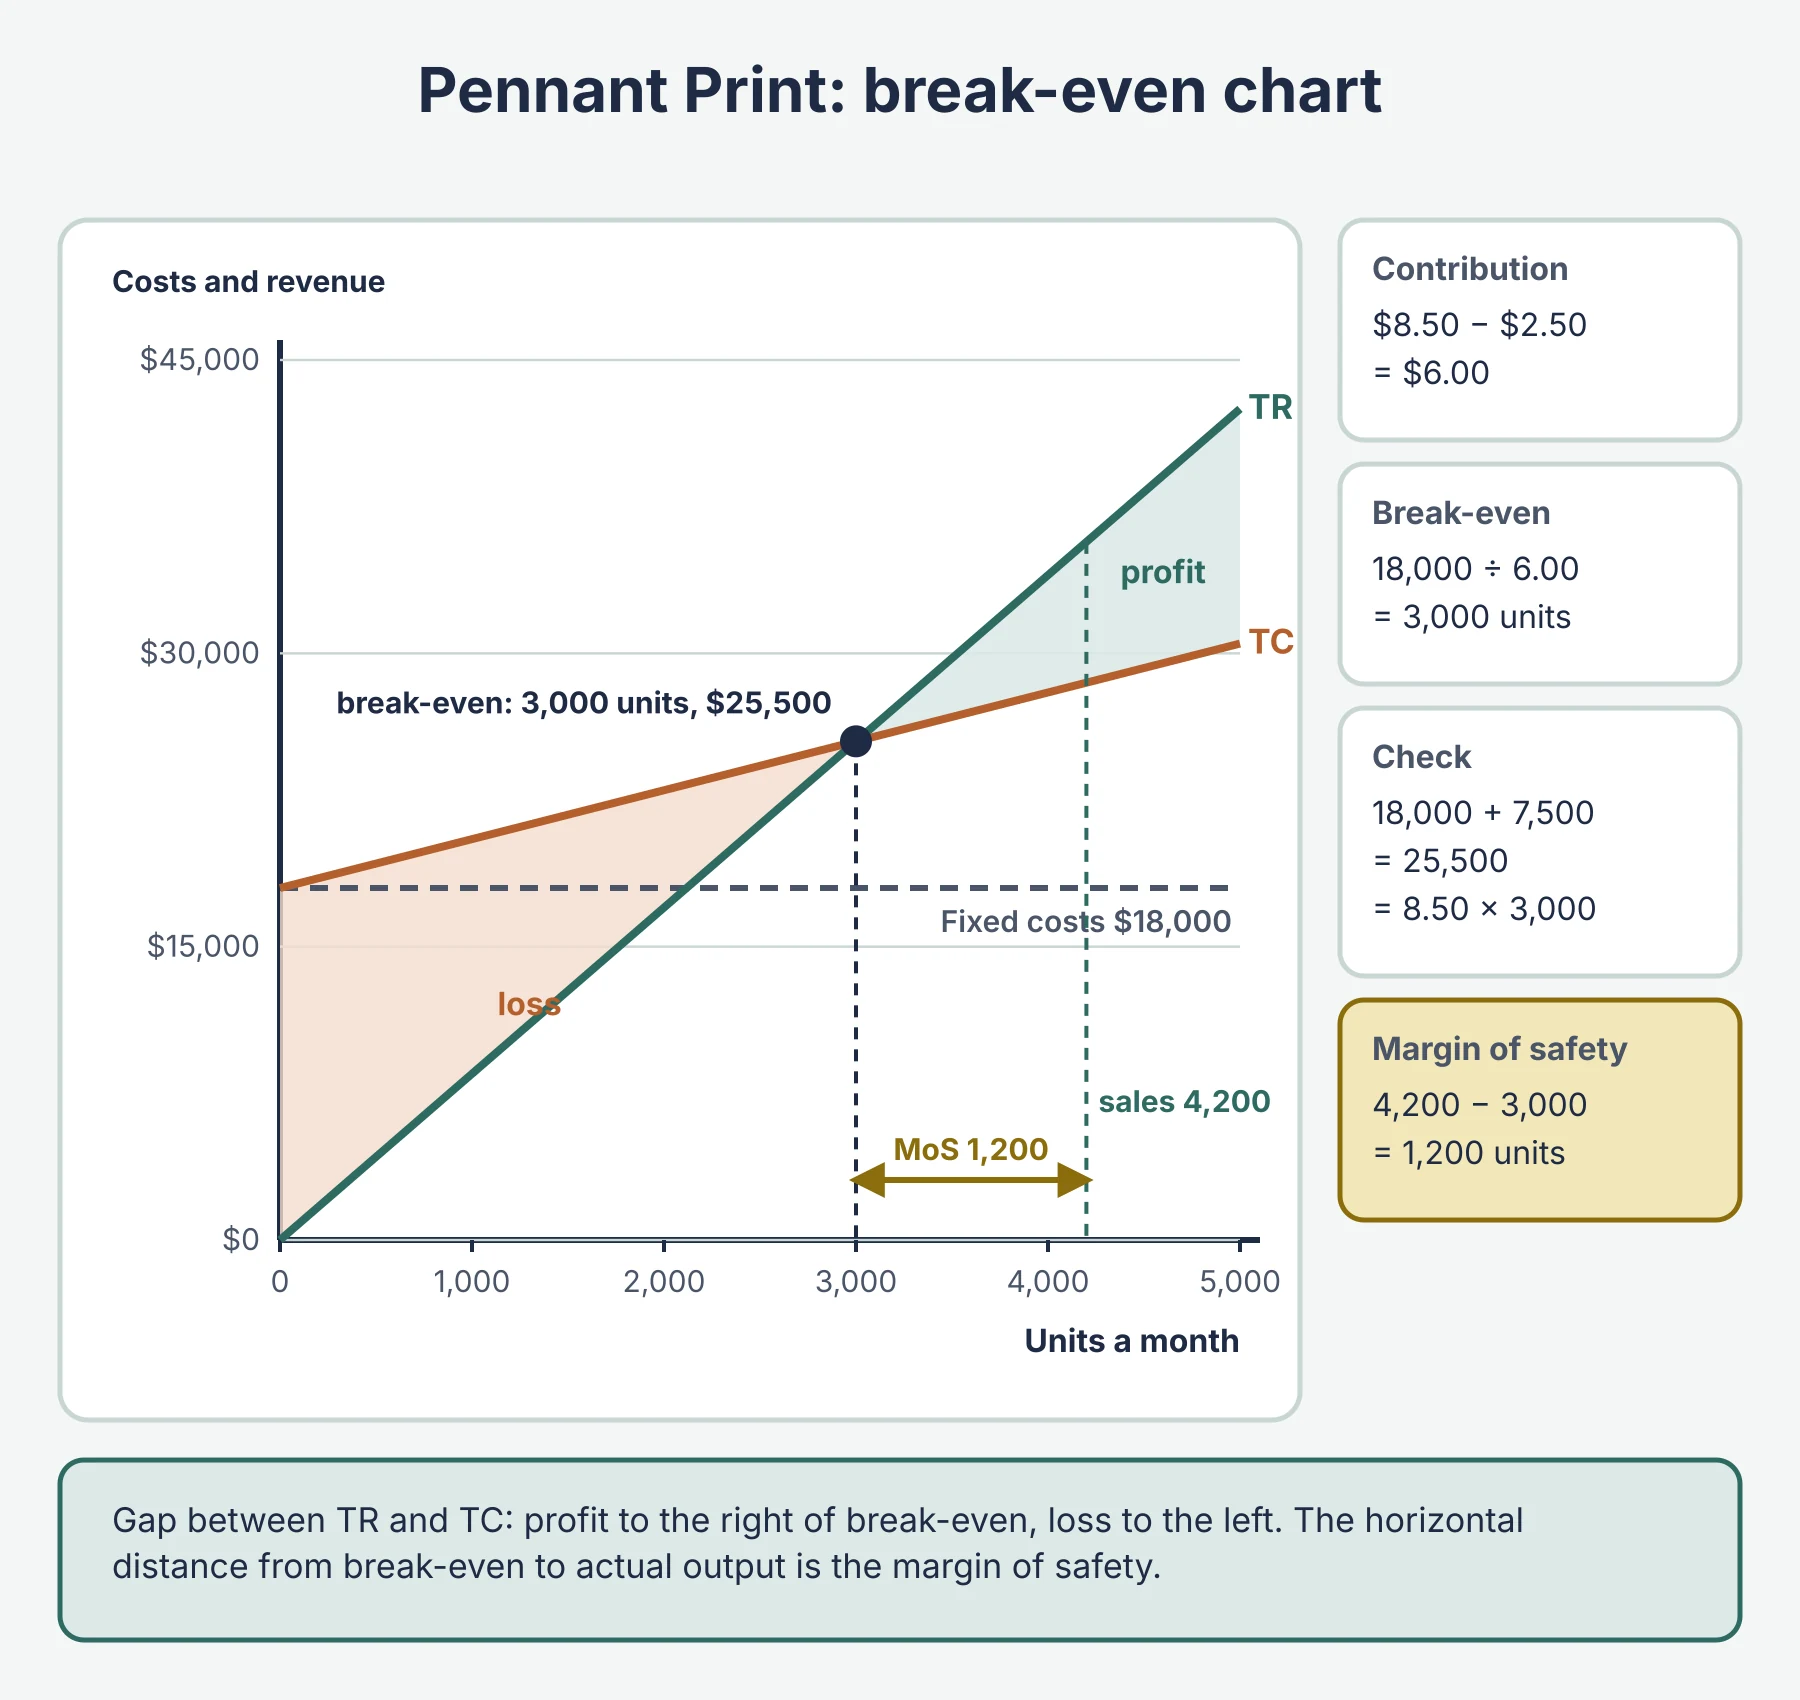 Pennant Print: break-even chart
Costs and revenue
$45,000
TR
profit
$30,000
TC
break-even: 3,000 units, $25,500
Fixed costs $18,000
$15,000
loss
sales 4,200
MoS 1,200
$0
0
1,000
2,000
3,000
4,000
5,000
Units a month
Contribution
$8.50 − $2.50
= $6.00
Break-even
18,000 ÷ 6.00
= 3,000 units
Check
18,000 + 7,500
= 25,500
= 8.50 × 3,000
Margin of safety
4,200 − 3,000
= 1,200 units
Gap between TR and TC: profit to the right of break-even, loss to the left. The horizontal
distance from break-even to actual output is the margin of safety.